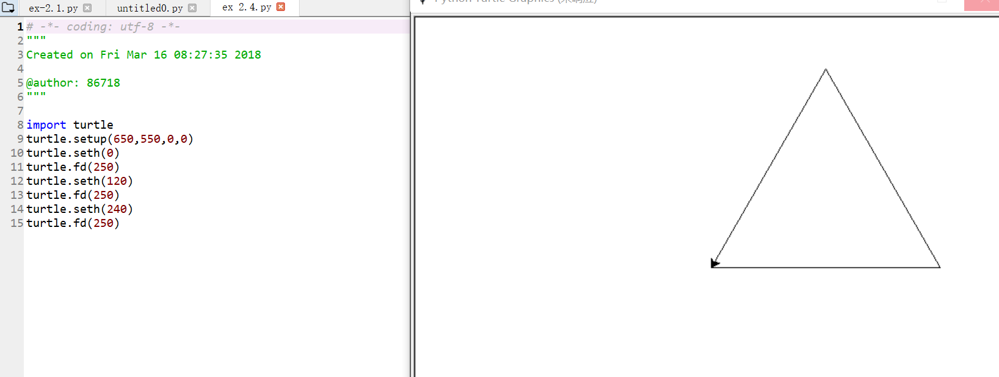 ex-2.1.py
untitled0.py
ex 2.4.py
Python Turtle Graphics (未响应)
1 # -*- coding: utf-8 -*-
2 """
3 Created on Fri Mar 16 08:27:35 2018
4
5 @author: 86718
6 """
7
8 import turtle
9 turtle.setup(650,550,0,0)
10 turtle.seth(0)
11 turtle.fd(250)
12 turtle.seth(120)
13 turtle.fd(250)
14 turtle.seth(240)
15 turtle.fd(250)